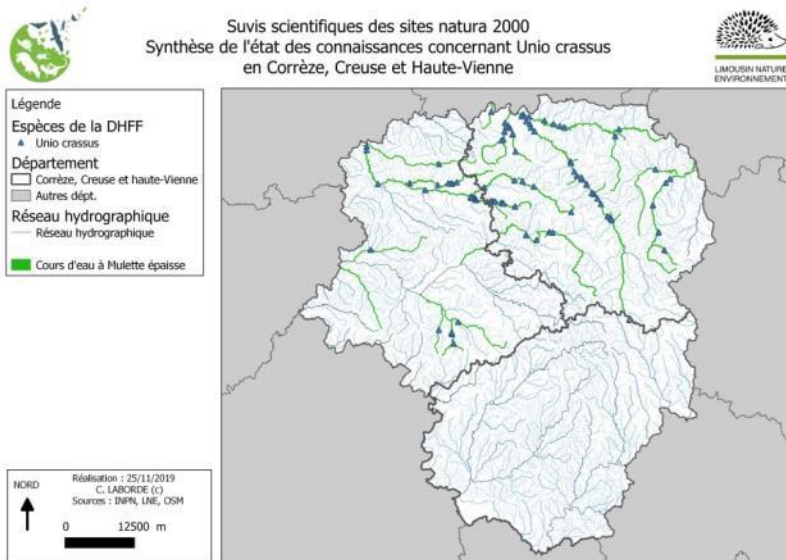 Suvis scientifiques des sites natura 2000
Synthèse de l'état des connaissances concernant Unio crassus
en Corrèze, Creuse et Haute-Vienne
LIMOUSIN NATURE
ENVIRONNEMENT
Légende
Espèces de la DHFF
Unio crassus
Département
Corrèze, Creuse et haute-Vienne
Autres dépt.
Réseau hydrographique
Réseau hydrographique
Cours d'eau à Mulette épaisse
NORD
Réalisation : 25/11/2019
C. LABORDE (c)
Sources : INPN, LNE, OSM
0 12500 m